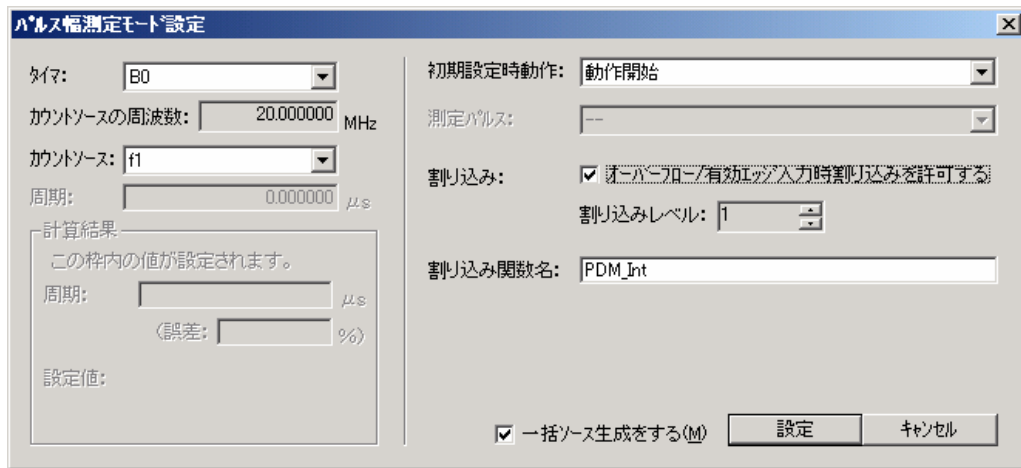 パルス幅測定モード設定
タイマ: B0
カウントソースの周波数: 20.000000 MHz
カウントソース: f1
周期: 0.000000 μs
計算結果
この枠内の値が設定されます。
周期: μs
(誤差: %)
設定値:
初期設定時動作: 動作開始
測定パルス: --
割り込み: オーバーフロー/有効エッジ入力時割り込みを許可する
割り込みレベル: 1
割り込み関数名: PDM_Int
一括ソース生成をする(M) 設定 キャンセル